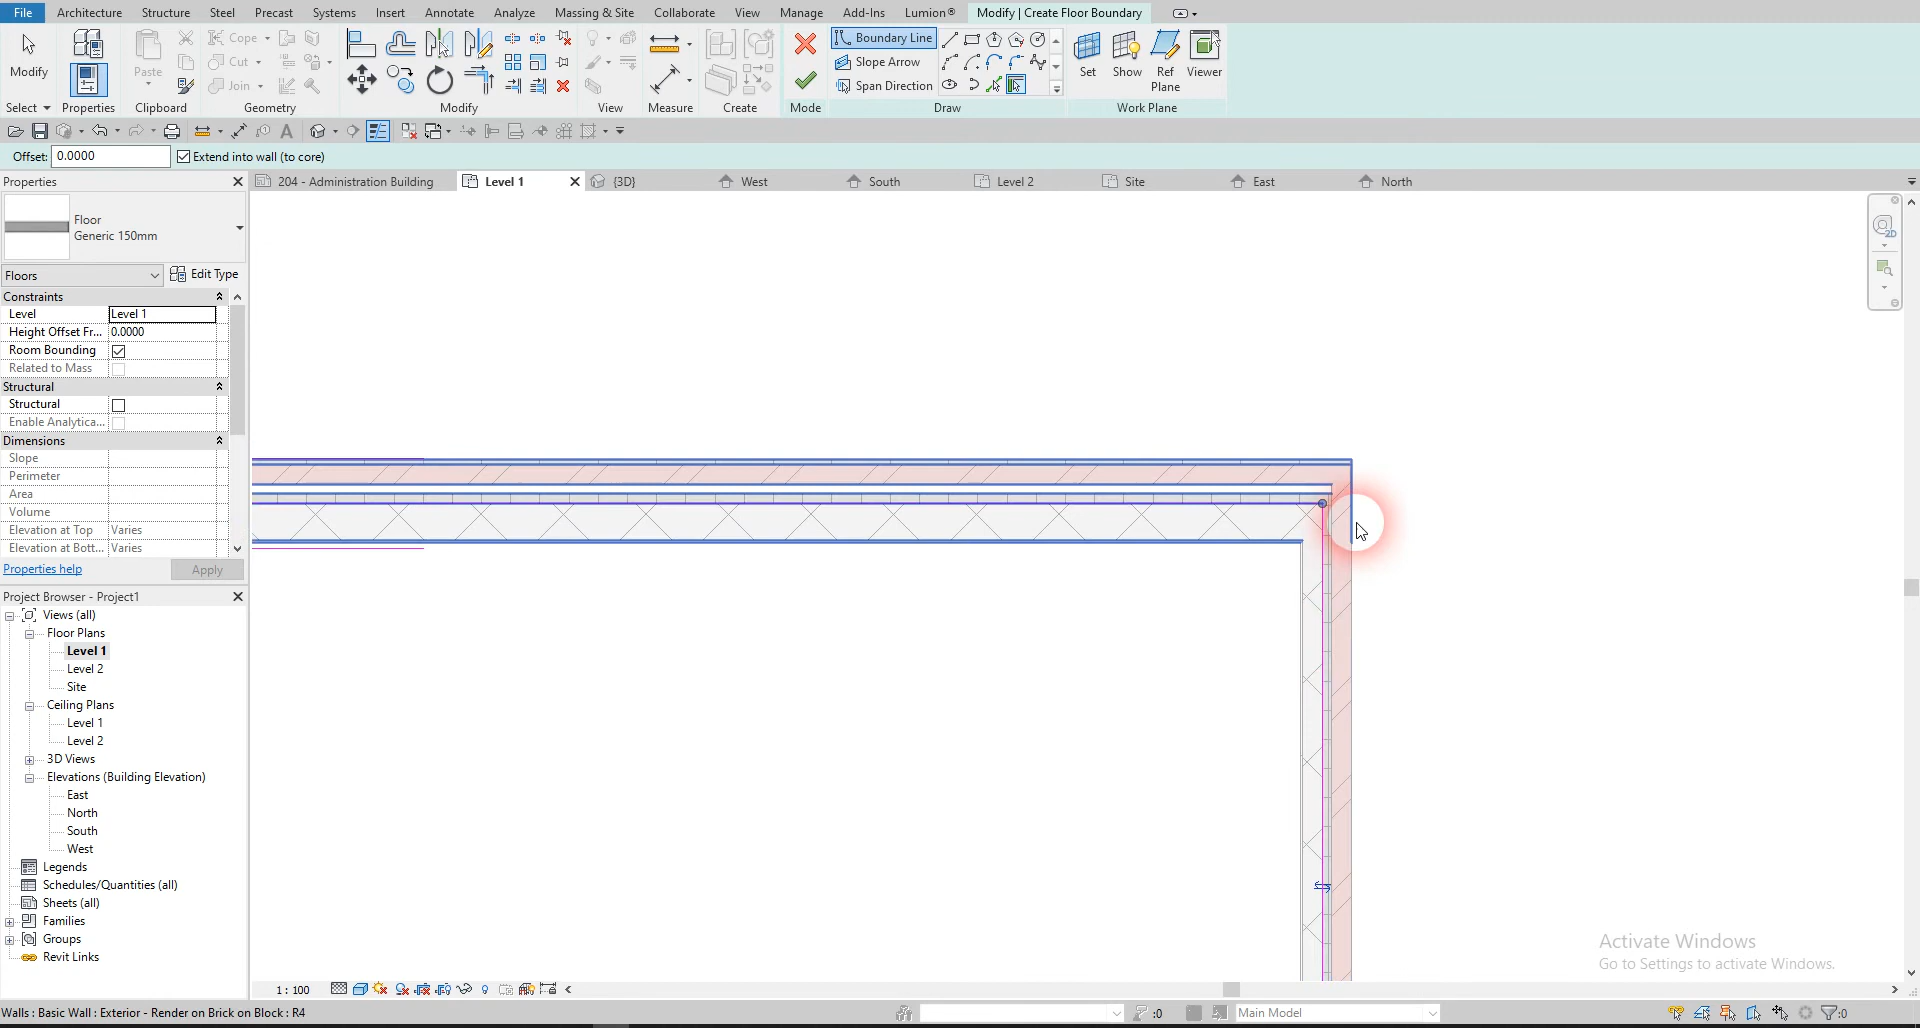 File Architecture Structure Steel Precast Systems Insert Annotate Analyze Massing & Site Collaborate View Manage Add-Ins Lumion® Modify | Create Floor Boundary
Cope Boundary Line
Modify Paste Cut Slope Arrow Set Show Ref Plane Viewer
Join Span Direction
Select Properties Clipboard Geometry Modify View Measure Create Mode Draw Work Plane
Offset: 0.0000 Extend into wall (to core)
Properties 204 - Administration Building Level 1 {3D} West South Level 2 Site East North
Floor
Generic 150mm
Floors Edit Type
Constraints
Level Level 1
Height Offset Fr... 0.0000
Room Bounding
Related to Mass
Structural
Structural
Enable Analytica...
Dimensions
Slope
Perimeter
Area
Volume
Elevation at Top Varies
Elevation at Bott... Varies
Properties help Apply
Project Browser - Project1
Views (all)
Floor Plans
Level 1
Level 2
Site
Ceiling Plans
Level 1
Level 2
3D Views
Elevations (Building Elevation)
East
North
South
West
Legends
Schedules/Quantities (all)
Sheets (all)
Families
Groups
Revit Links
Activate Windows
Go to Settings to activate Windows.
1 : 100
Walls : Basic Wall : Exterior - Render on Brick on Block : R4 :0 Main Model :0